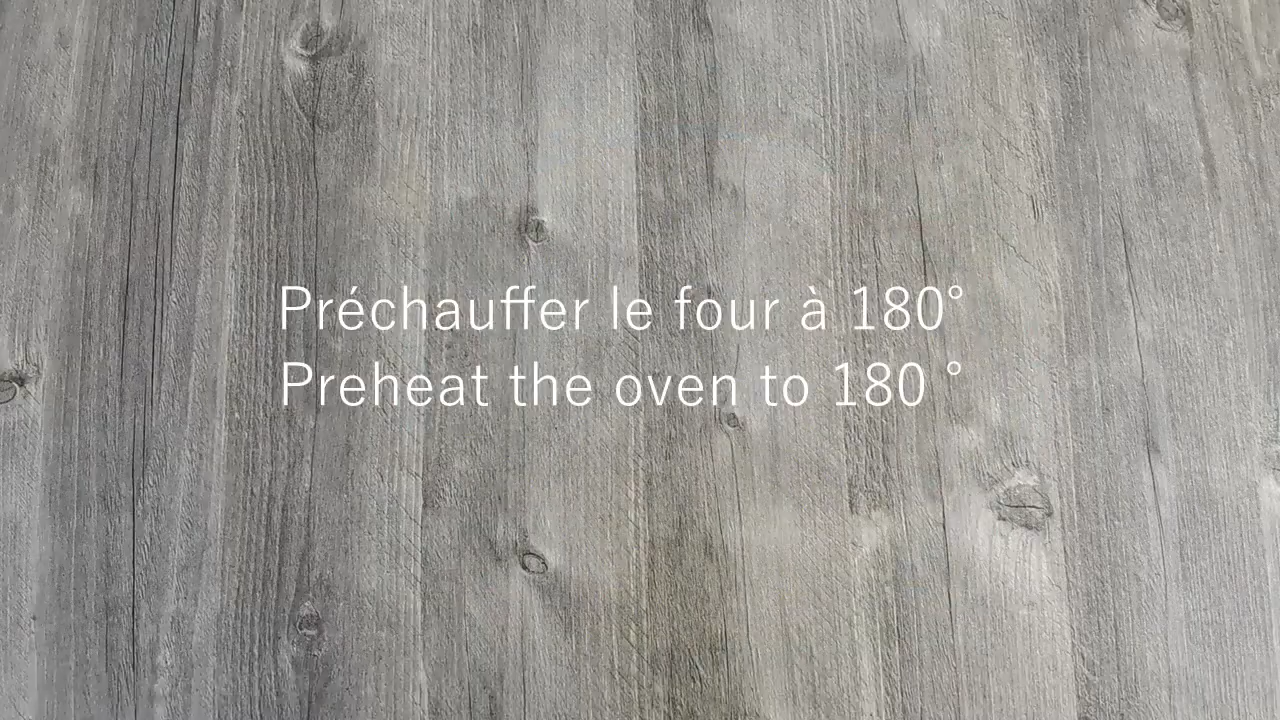 Préchauffer le four à 180°
Preheat the oven to 180 °